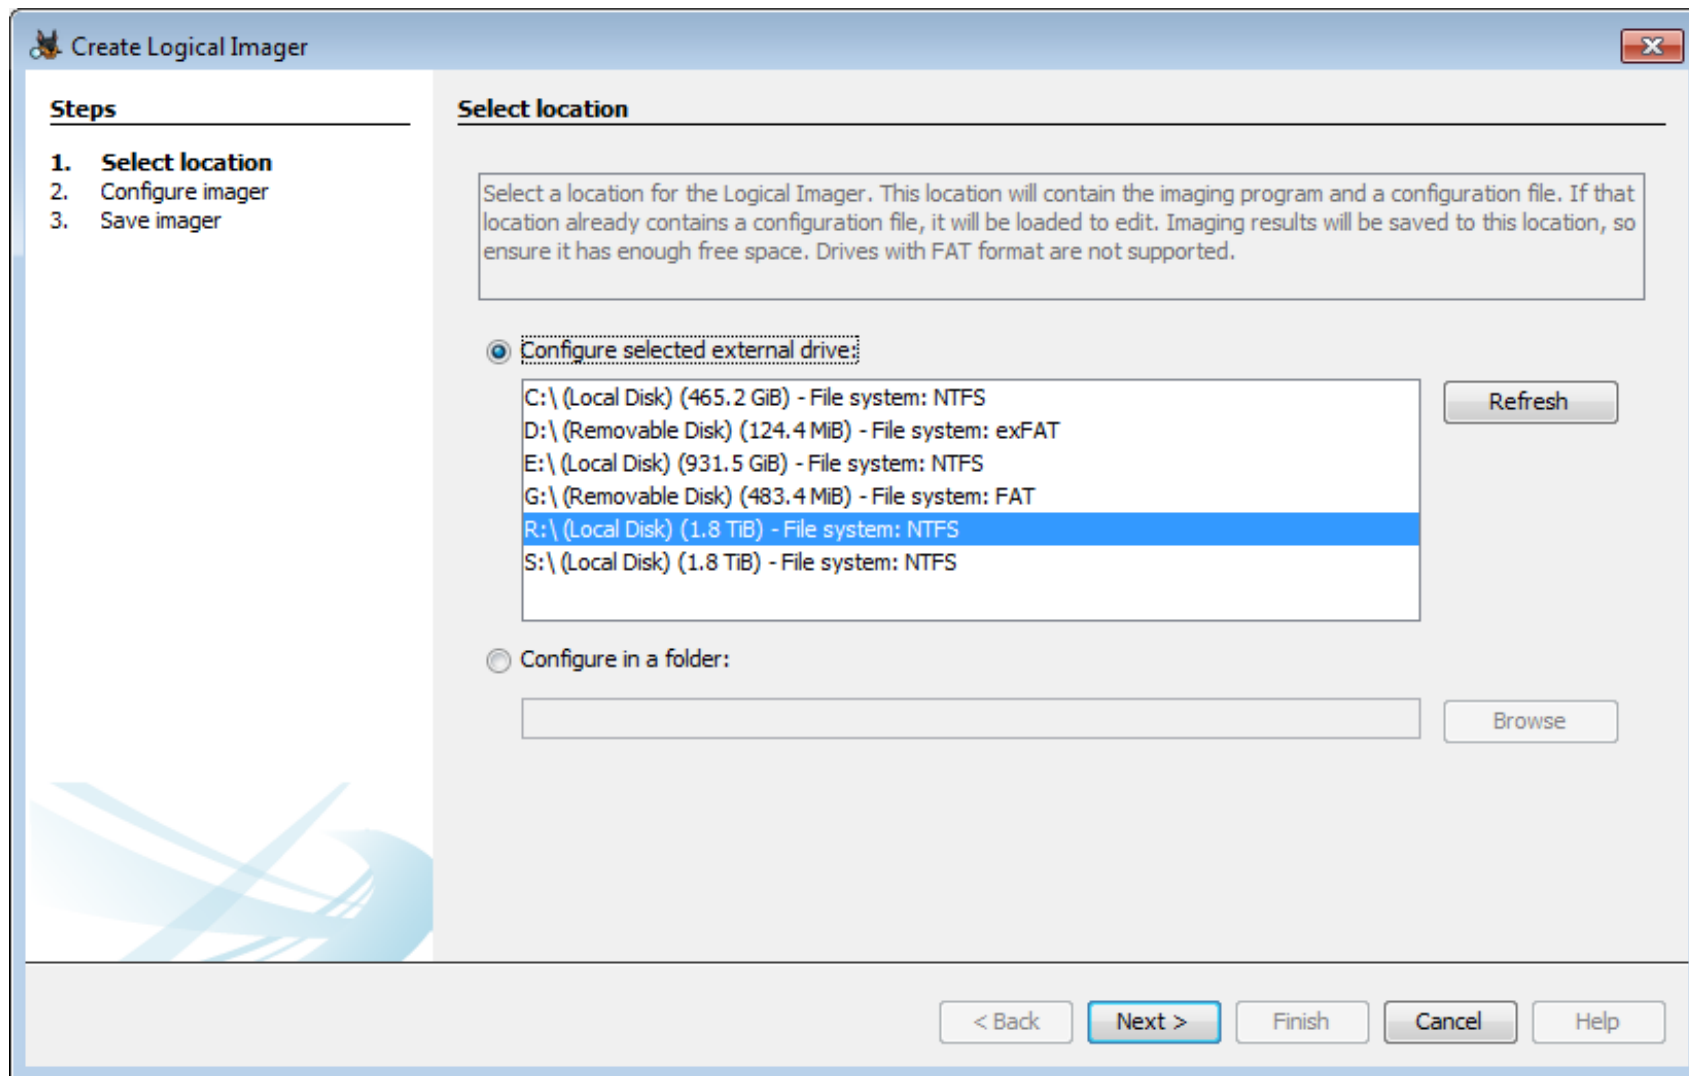 Create Logical Imager
Steps
1. Select location
2. Configure imager
3. Save imager
Select location
Select a location for the Logical Imager. This location will contain the imaging program and a configuration file. If that
location already contains a configuration file, it will be loaded to edit. Imaging results will be saved to this location, so
ensure it has enough free space. Drives with FAT format are not supported.
Configure selected external drive:
C:\ (Local Disk) (465.2 GiB) - File system: NTFS
D:\ (Removable Disk) (124.4 MiB) - File system: exFAT
E:\ (Local Disk) (931.5 GiB) - File system: NTFS
G:\ (Removable Disk) (483.4 MiB) - File system: FAT
R:\ (Local Disk) (1.8 TiB) - File system: NTFS
S:\ (Local Disk) (1.8 TiB) - File system: NTFS
Refresh
Configure in a folder:
Browse
< Back Next > Finish Cancel Help